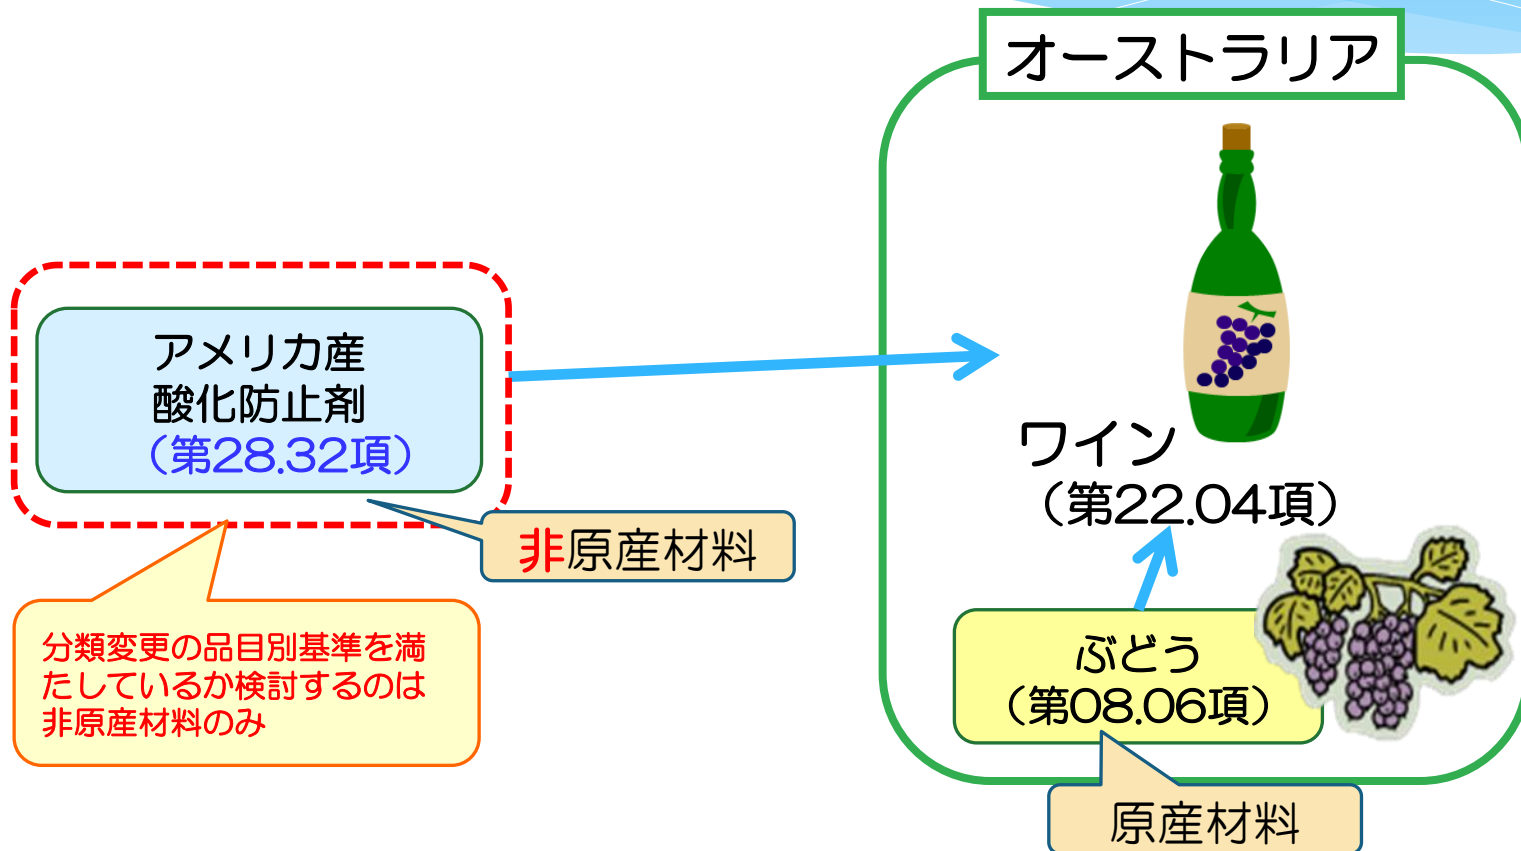 オーストラリア
アメリカ産
酸化防止剤
（第28.32項）
非原産材料
分類変更の品目別基準を満
たしているか検討するのは
非原産材料のみ
ワイン
（第22.04項）
ぶどう
（第08.06項）
原産材料